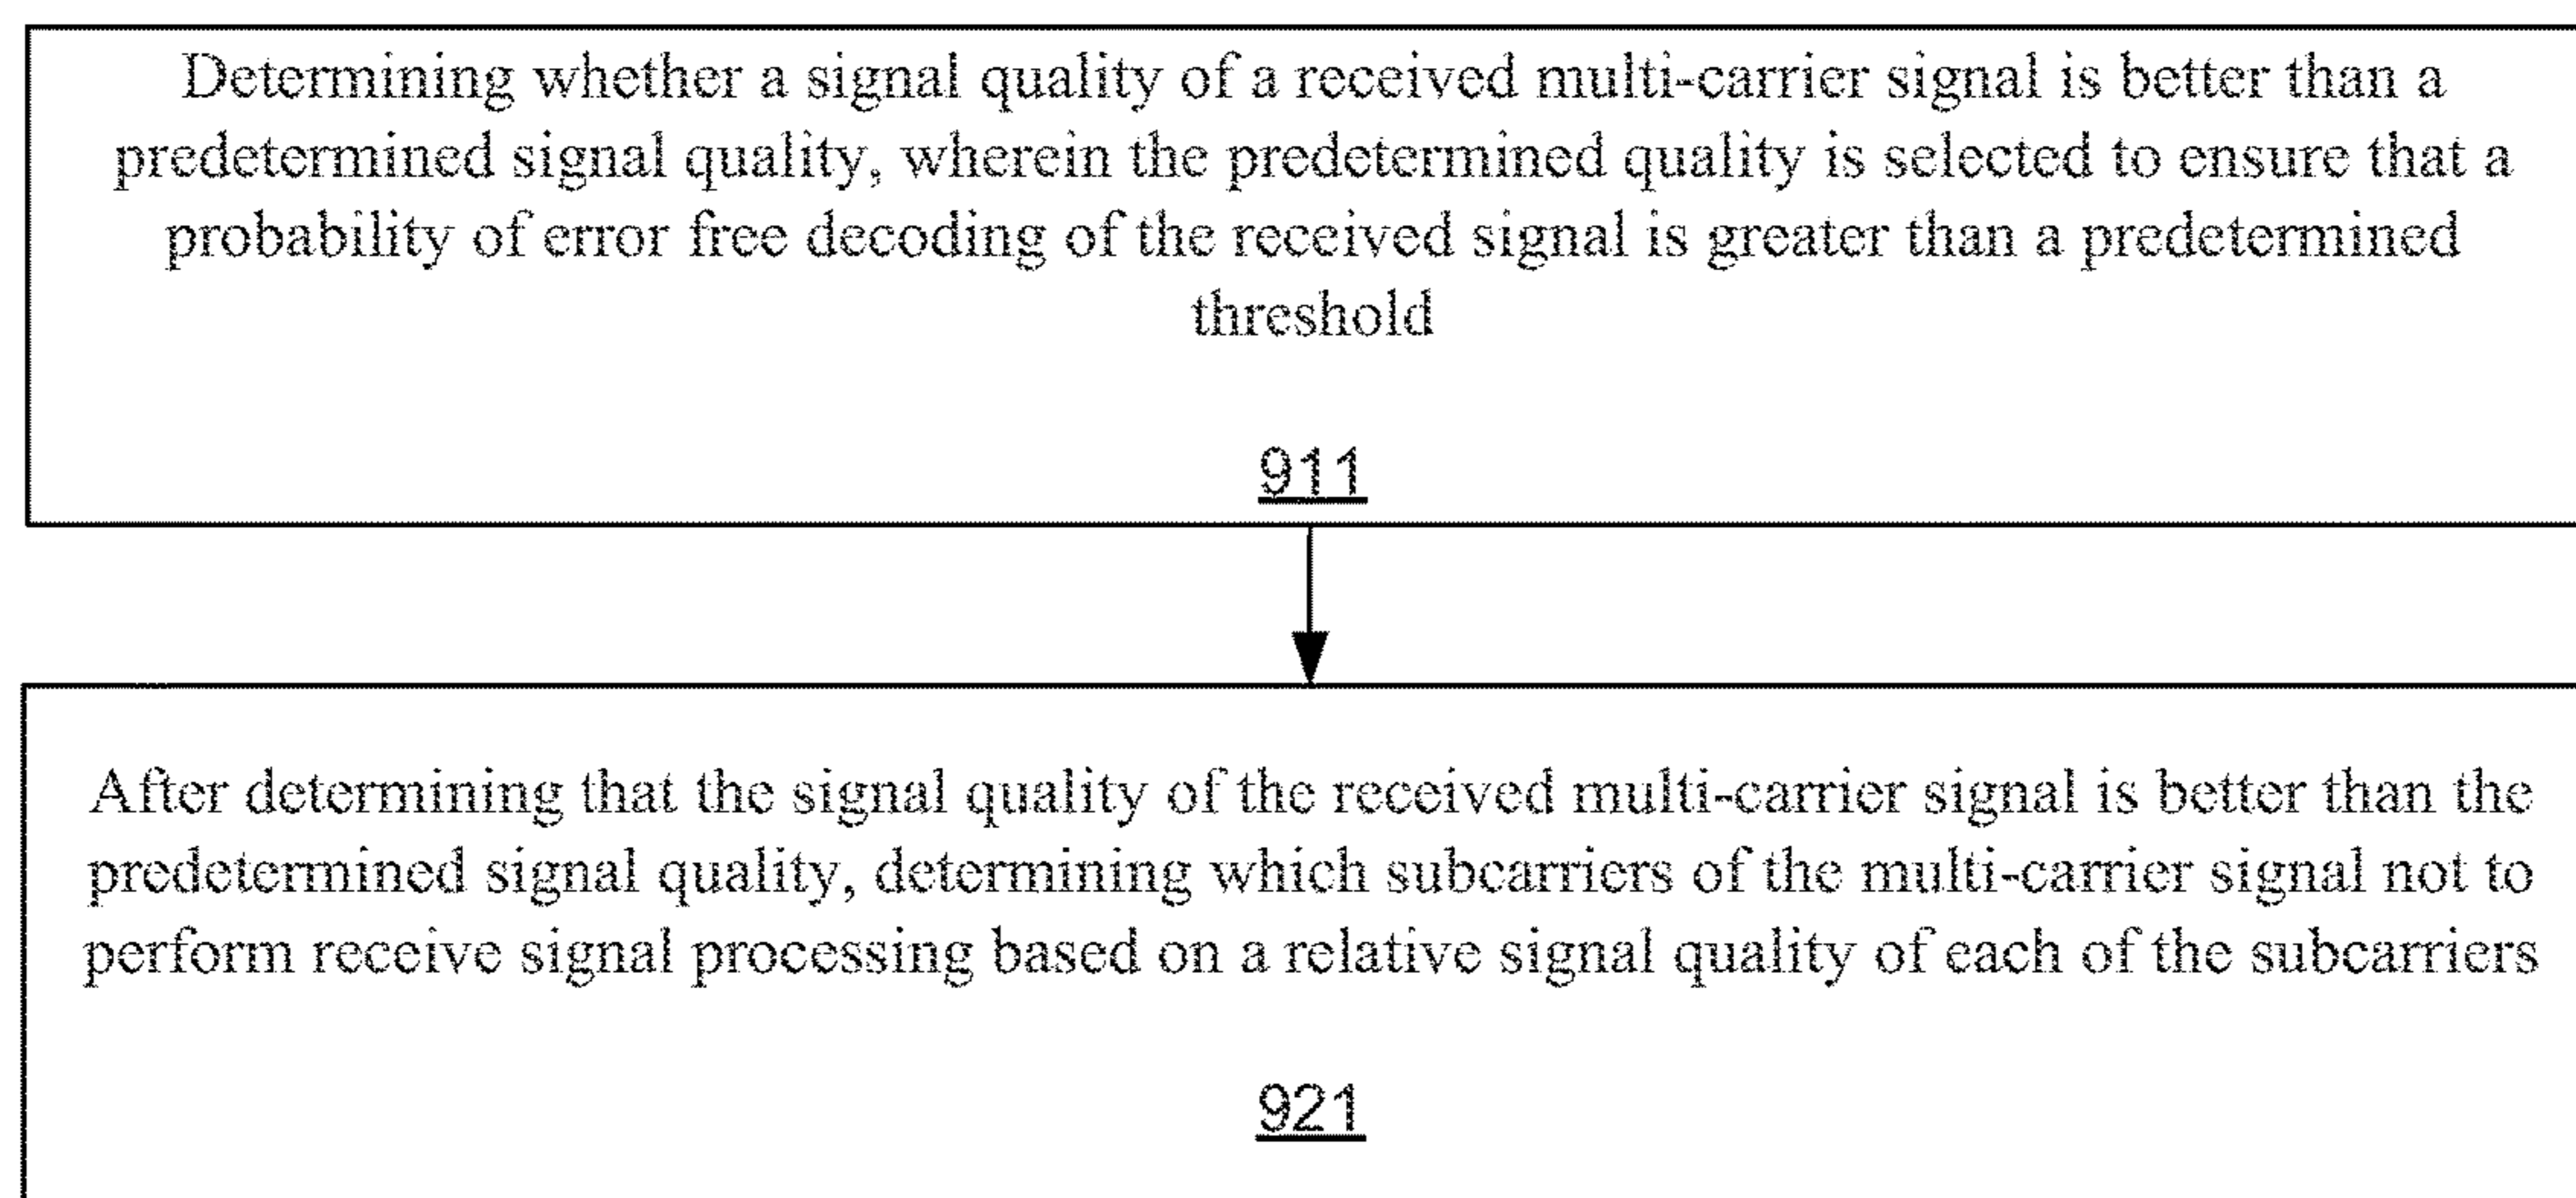 Determining whether a signal quality of a received multi-carrier signal is better than a
predetermined signal quality, wherein the predetermined quality is selected to ensure that a
probability of error free decoding of the received signal is greater than a predetermined
threshold
911
After determining that the signal quality of the received multi-carrier signal is better than the
predetermined signal quality, determining which subcarriers of the multi-carrier signal not to
perform receive signal processing based on a relative signal quality of each of the subcarriers
921